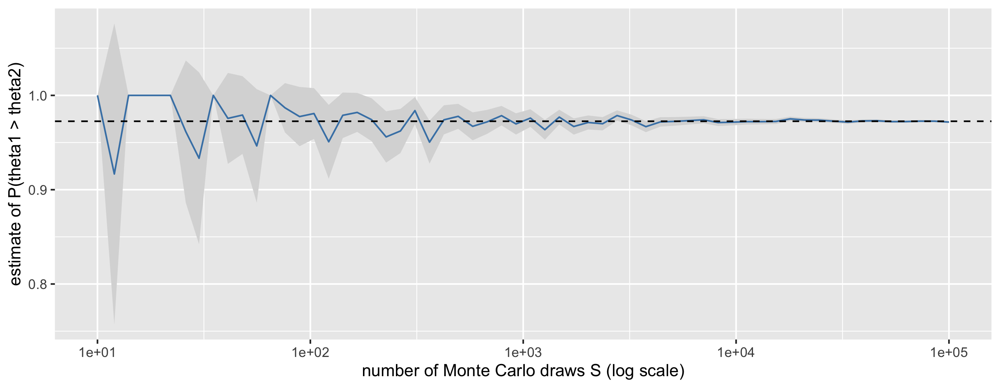 estimate of P(theta1 > theta2)
1.0
0.9
0.8
1e+01 1e+02 1e+03 1e+04 1e+05
number of Monte Carlo draws S (log scale)